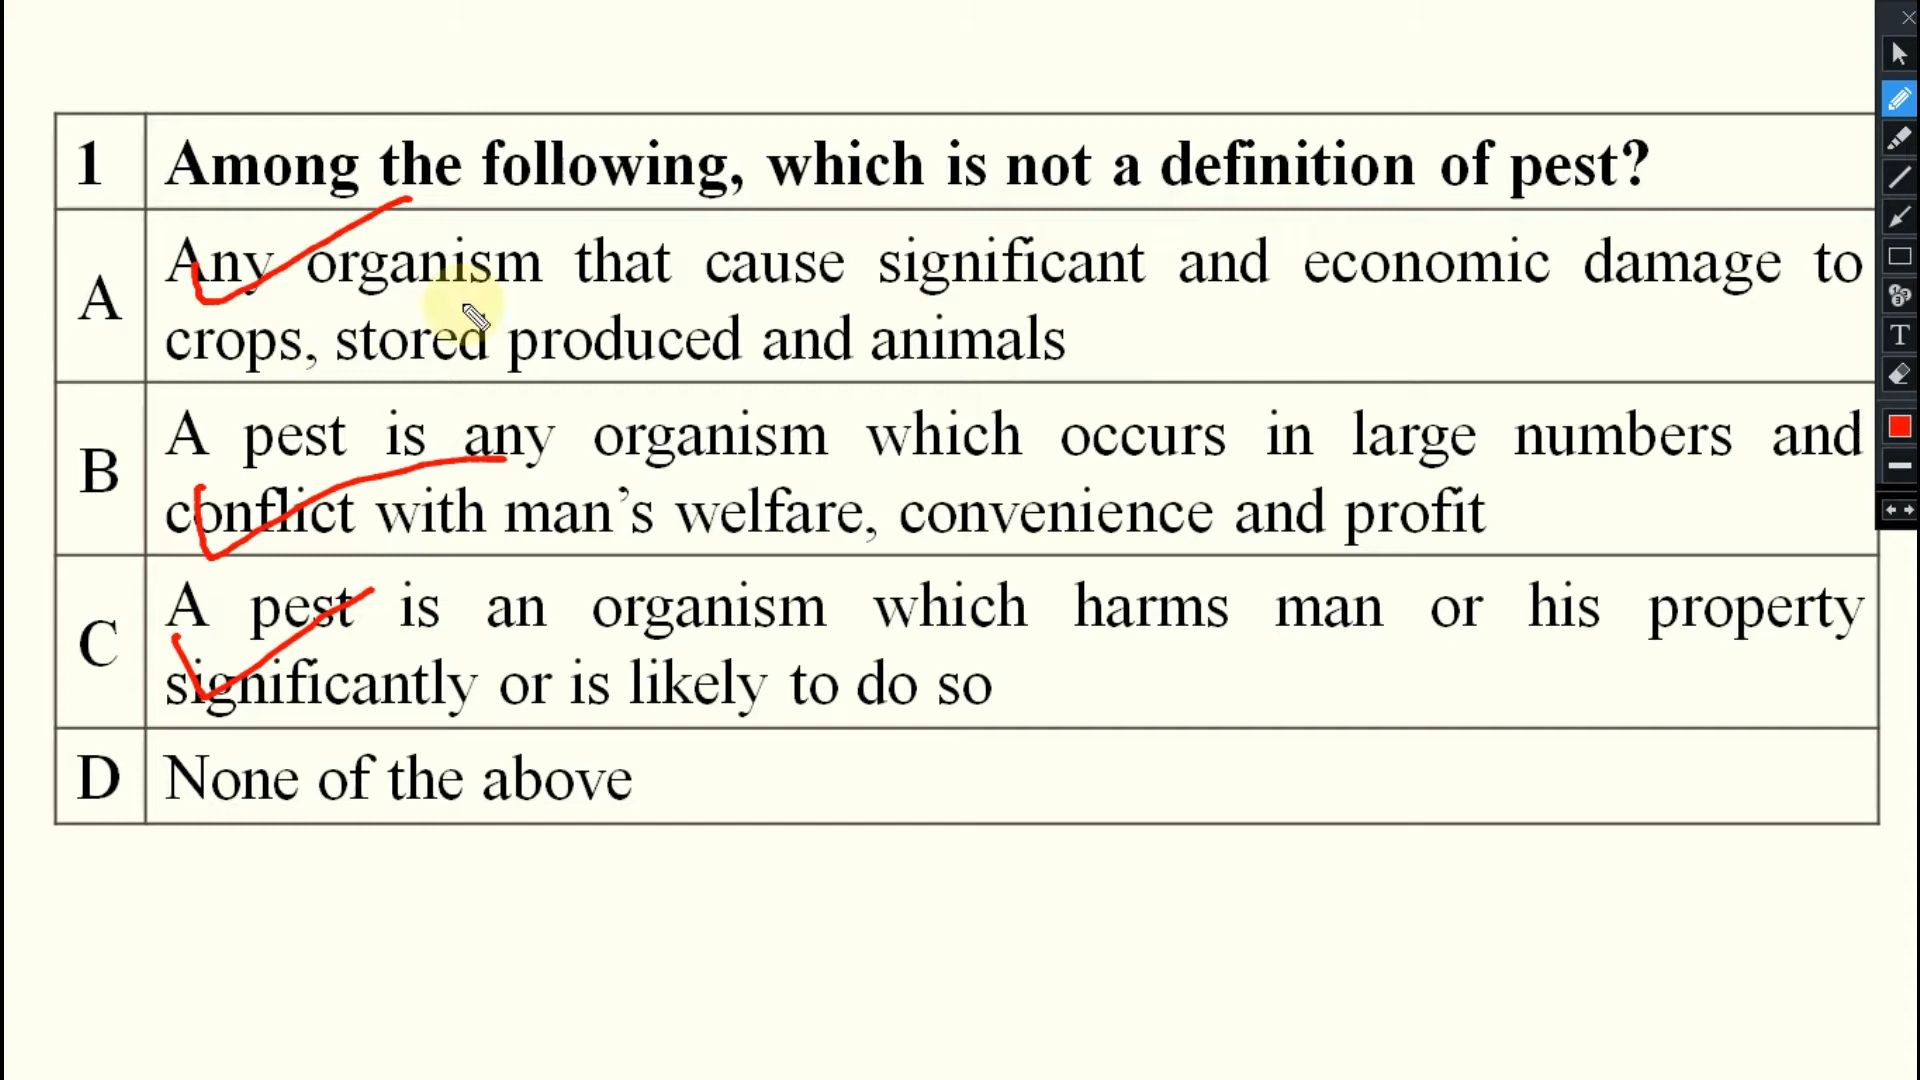 1 Among the following, which is not a definition of pest?
A Any organism that cause significant and economic damage to
crops, stored produced and animals
B A pest is any organism which occurs in large numbers and
conflict with man’s welfare, convenience and profit
C A pest is an organism which harms man or his property
significantly or is likely to do so
D None of the above
T